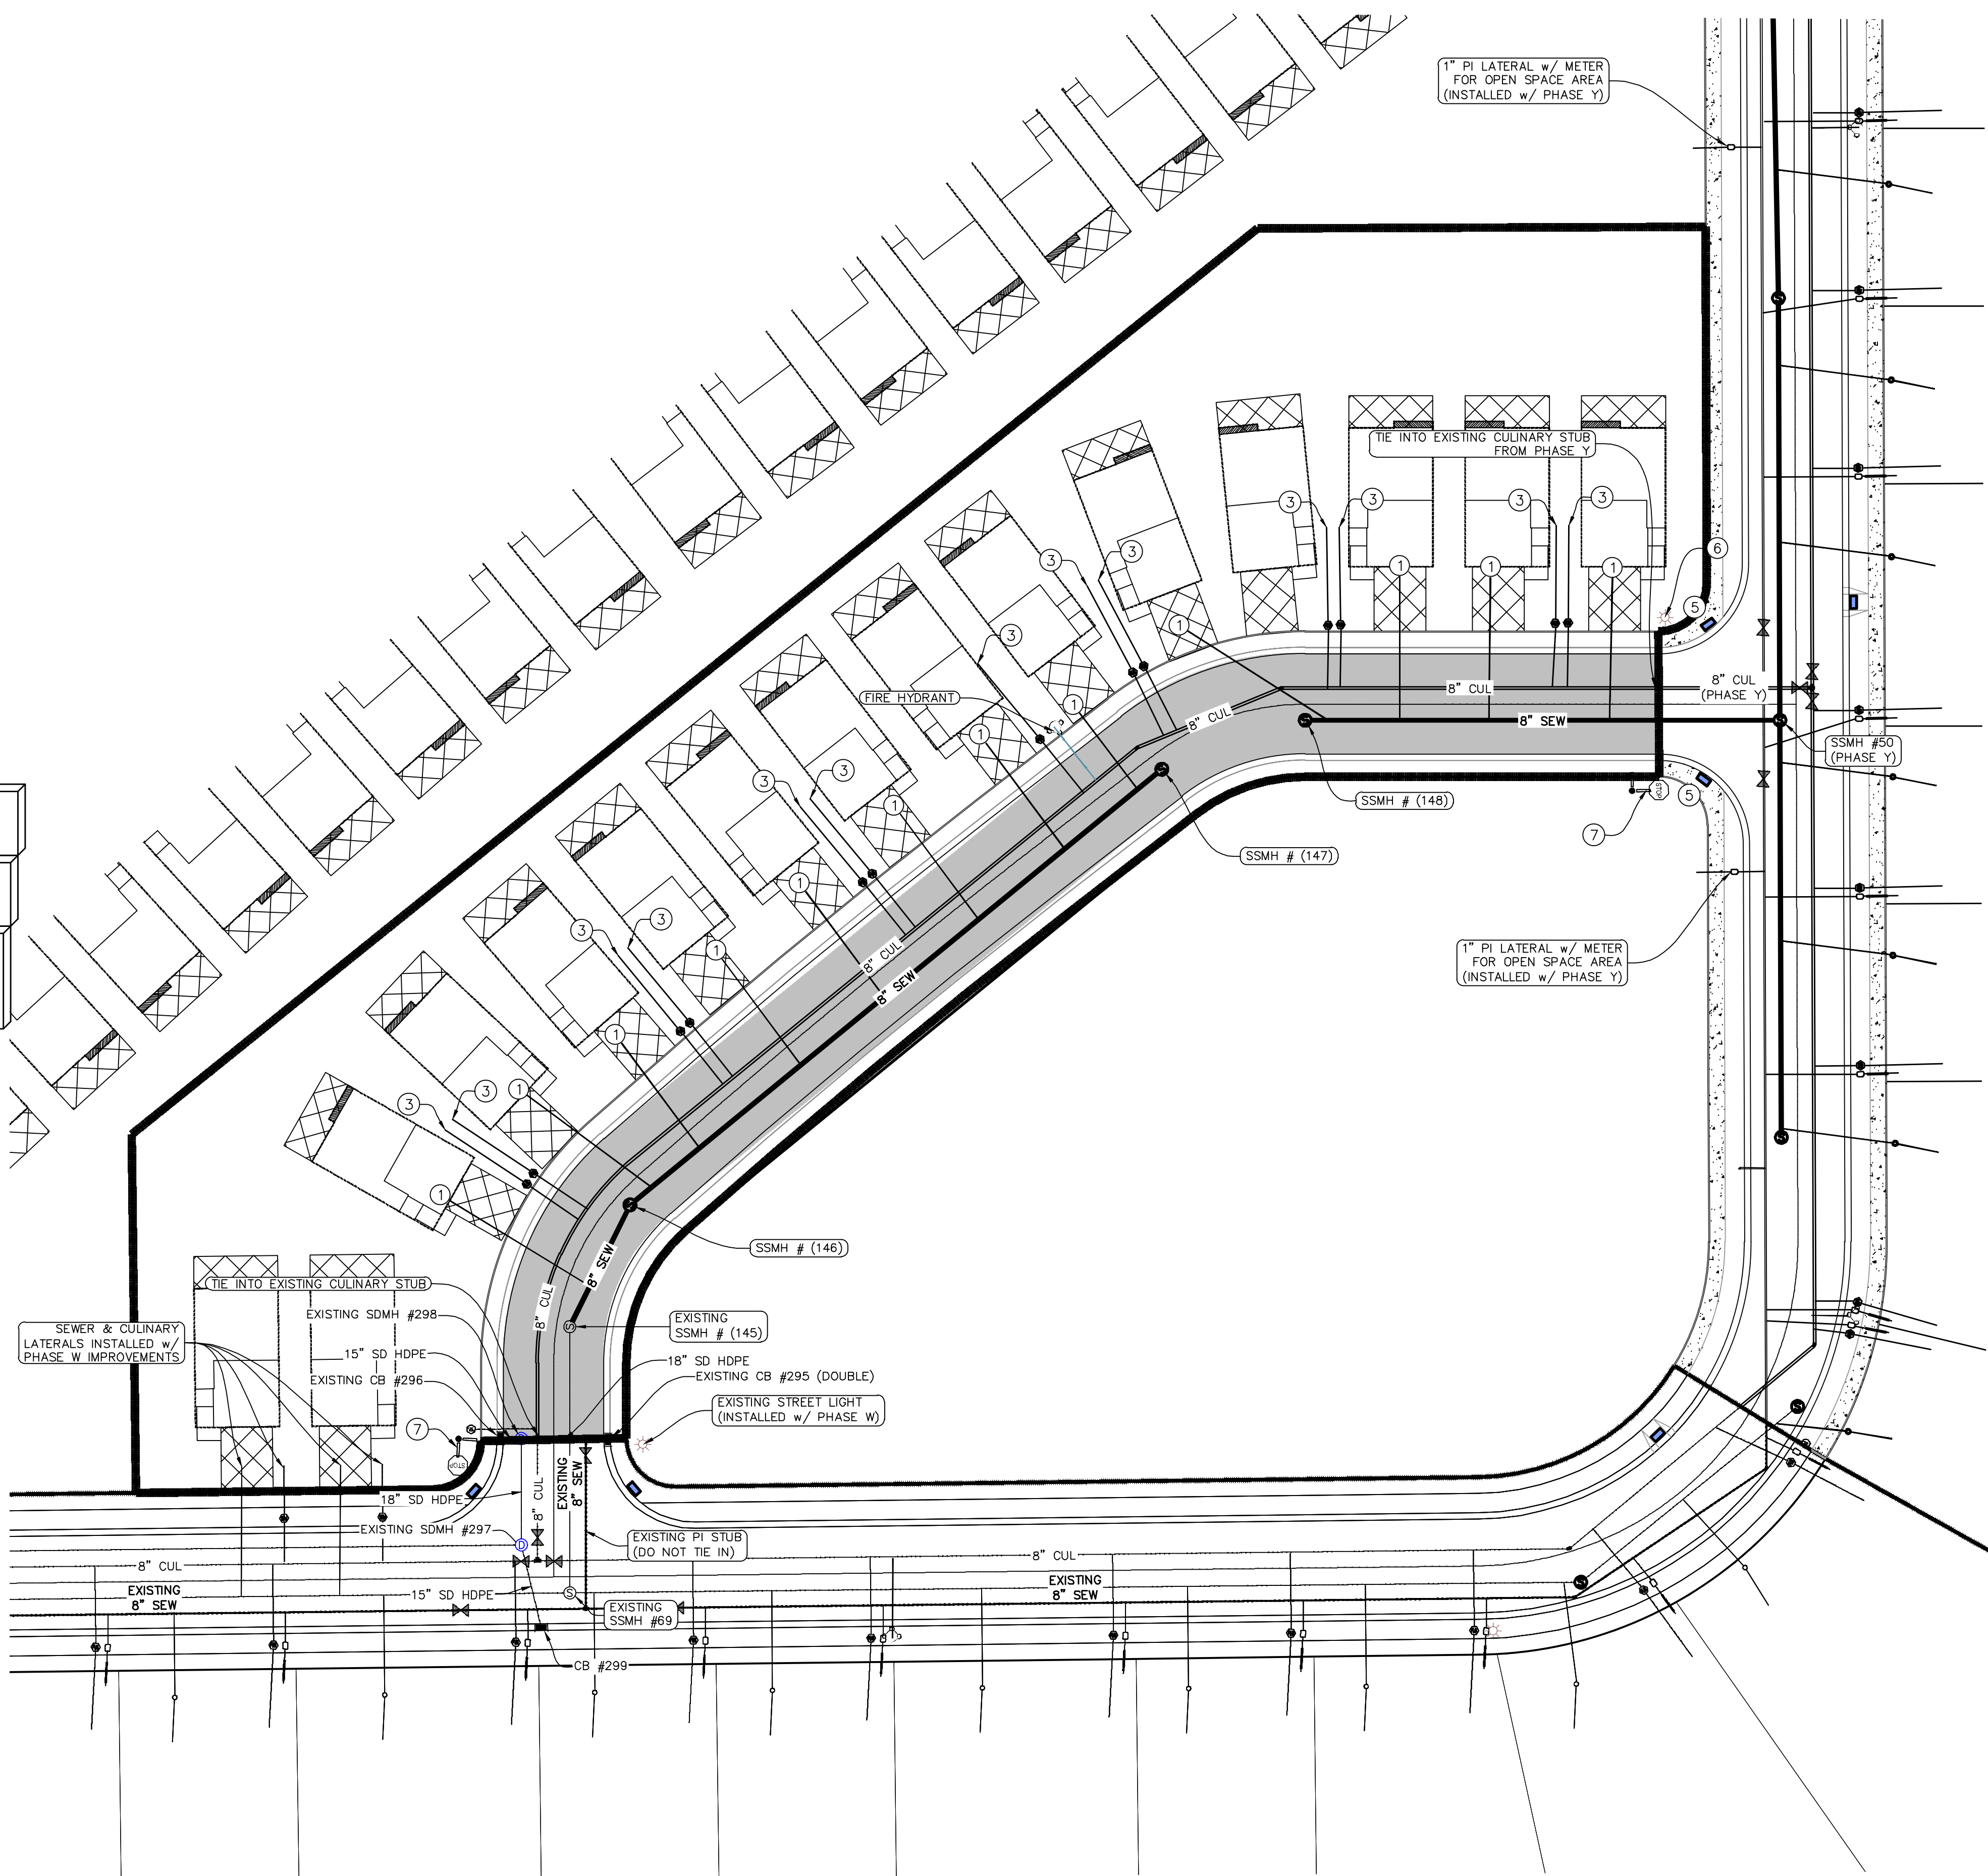 1" PI LATERAL w/ METER
FOR OPEN SPACE AREA
(INSTALLED w/ PHASE Y)
TIE INTO EXISTING CULINARY STUB
FROM PHASE Y
3
3
3
3
6
3
3
1
1
1
5
1
3
FIRE HYDRANT
1
1
8" CUL
8" CUL
8" CUL
(PHASE Y)
8" SEW
SSMH #50
(PHASE Y)
3
3
1
SSMH # (148)
5
STOP
7
SSMH # (147)
1
3
3
1
8" CUL
8" SEW
1" PI LATERAL w/ METER
FOR OPEN SPACE AREA
(INSTALLED w/ PHASE Y)
1
3
3
1
1
SSMH # (146)
8" SEW
TIE INTO EXISTING CULINARY STUB
EXISTING SDMH #298
8" CUL
SEWER & CULINARY
LATERALS INSTALLED w/
PHASE W IMPROVEMENTS
EXISTING
SSMH # (145)
15" SD HDPE
18" SD HDPE
EXISTING CB #296
EXISTING CB #295 (DOUBLE)
EXISTING STREET LIGHT
(INSTALLED w/ PHASE W)
7
STOP
D
S
18" SD HDPE
8" CUL
EXISTING
8" SEW
EXISTING SDMH #297
D
EXISTING PI STUB
(DO NOT TIE IN)
8" CUL
8" CUL
EXISTING
8" SEW
15" SD HDPE
S
EXISTING
8" SEW
EXISTING
SSMH #69
CB #299